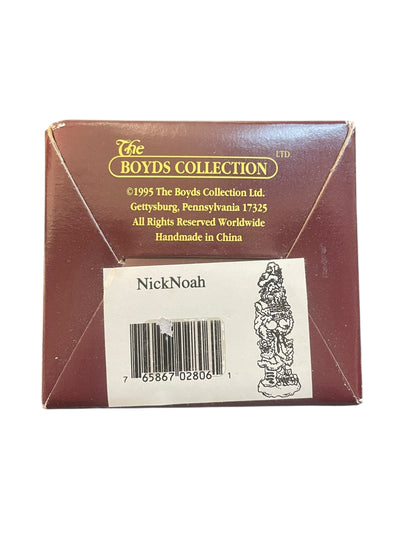 The
BOYDS COLLECTION LTD
©1995 The Boyds Collection Ltd.
Gettysburg, Pennsylvania 17325
All Rights Reserved Worldwide
Handmade in China
NickNoah
7 65867 02806 1